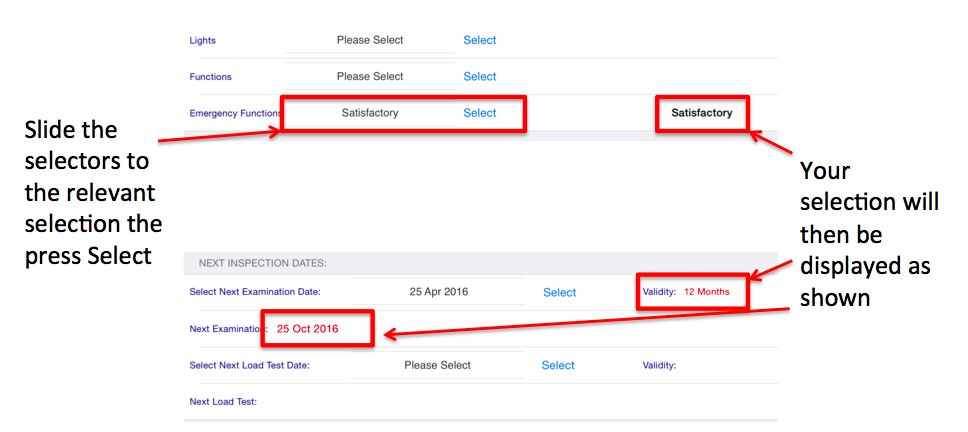 Lights Please Select Select
Functions Please Select Select
Emergency Functions Satisfactory Select Satisfactory
Slide the
selectors to
the relevant
selection the
press Select
Your
selection will
then be
displayed as
shown
NEXT INSPECTION DATES:
Select Next Examination Date: 25 Apr 2016 Select Validity: 12 Months
Next Examination: 25 Oct 2016
Select Next Load Test Date: Please Select Select Validity:
Next Load Test: